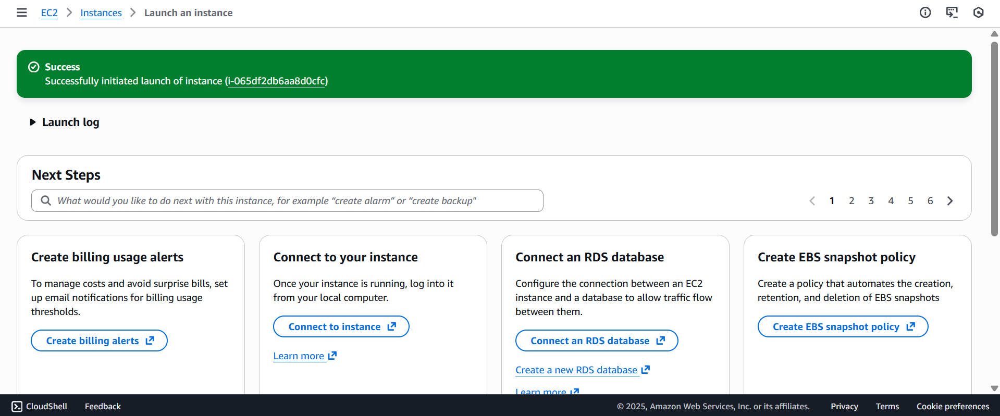 EC2 Instances Launch an instance
Success
Successfully initiated launch of instance (i-065df2db6aa8d0cfc)
Launch log
Next Steps
What would you like to do next with this instance, for example “create alarm” or “create backup"
1 2 3 4 5 6
Create billing usage alerts
To manage costs and avoid surprise bills, set
up email notifications for billing usage
thresholds.
Create billing alerts
Connect to your instance
Once your instance is running, log into it
from your local computer.
Connect to instance
Learn more
Connect an RDS database
Configure the connection between an EC2
instance and a database to allow traffic flow
between them.
Connect an RDS database
Create a new RDS database
Learn more
Create EBS snapshot policy
Create a policy that automates the creation,
retention, and deletion of EBS snapshots
Create EBS snapshot policy
CloudShell Feedback © 2025, Amazon Web Services, Inc. or its affiliates. Privacy Terms Cookie preferences